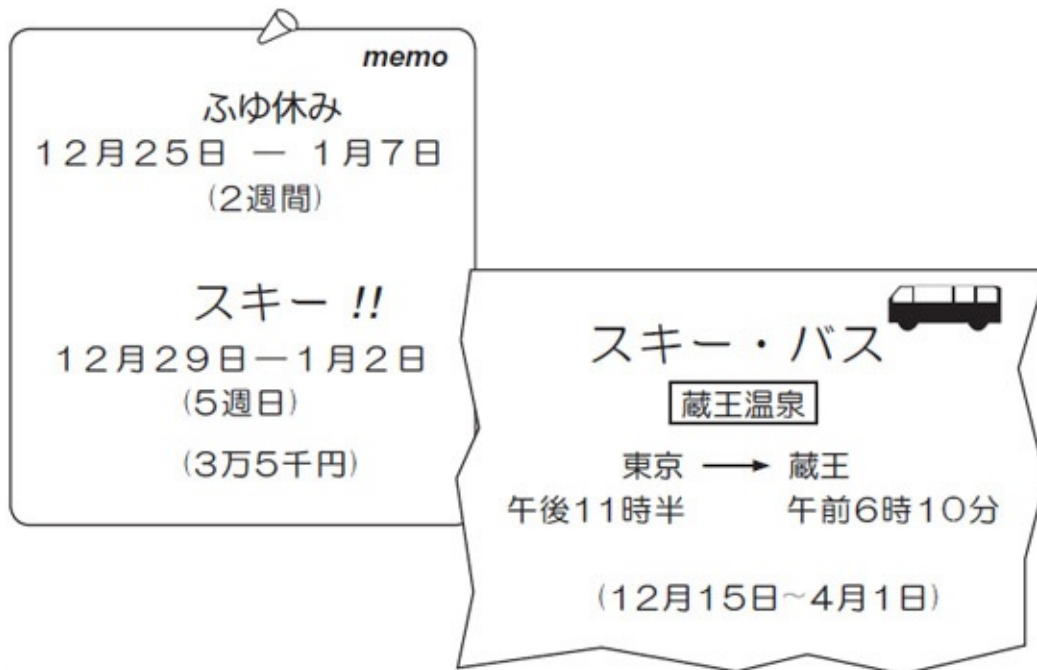 memo
ふゆ休み
12月25日 ― 1月7日
(2週間)
スキー !!
12月29日―1月2日
(5週日)
(3万5千円)
スキー・バス
蔵王温泉
東京 → 蔵王
午後11時半 午前6時10分
(12月15日~4月1日)